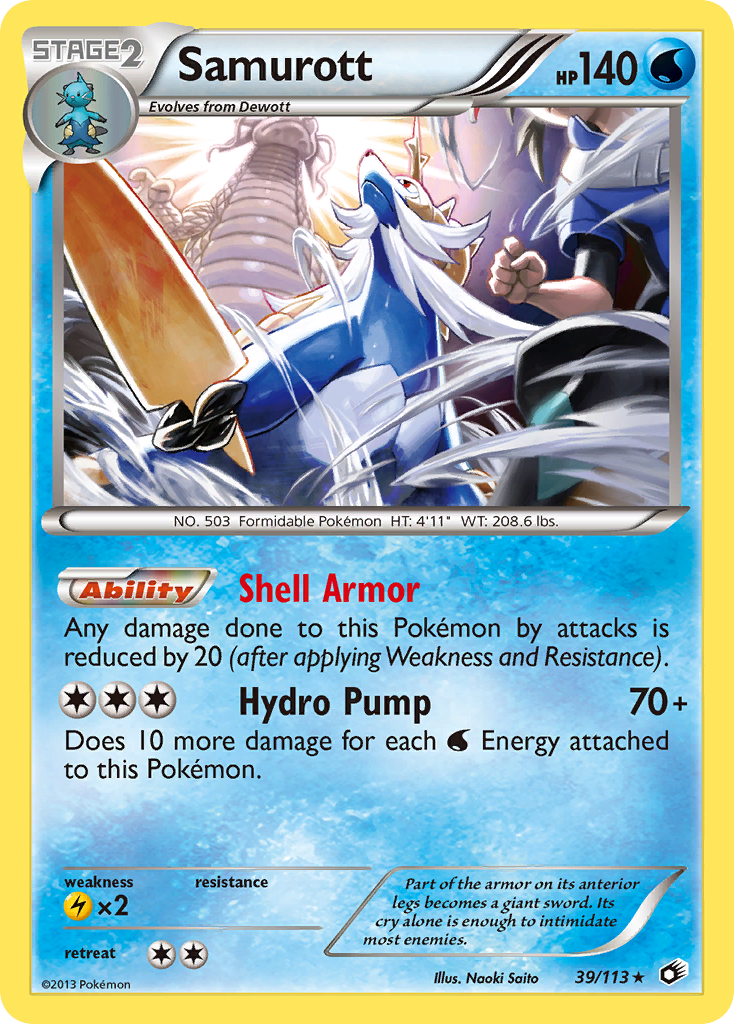 STAGE2
Samurott
HP140
Evolves from Dewott
NO. 503 Formidable Pokémon HT: 4'11" WT: 208.6 lbs.
Ability Shell Armor
Any damage done to this Pokémon by attacks is
reduced by 20 (after applying Weakness and Resistance).
Hydro Pump 70+
Does 10 more damage for each Energy attached
to this Pokémon.
weakness resistance
×2
retreat
Part of the armor on its anterior
legs becomes a giant sword. Its
cry alone is enough to intimidate
most enemies.
©2013 Pokémon
Illus. Naoki Saito 39/113 ★